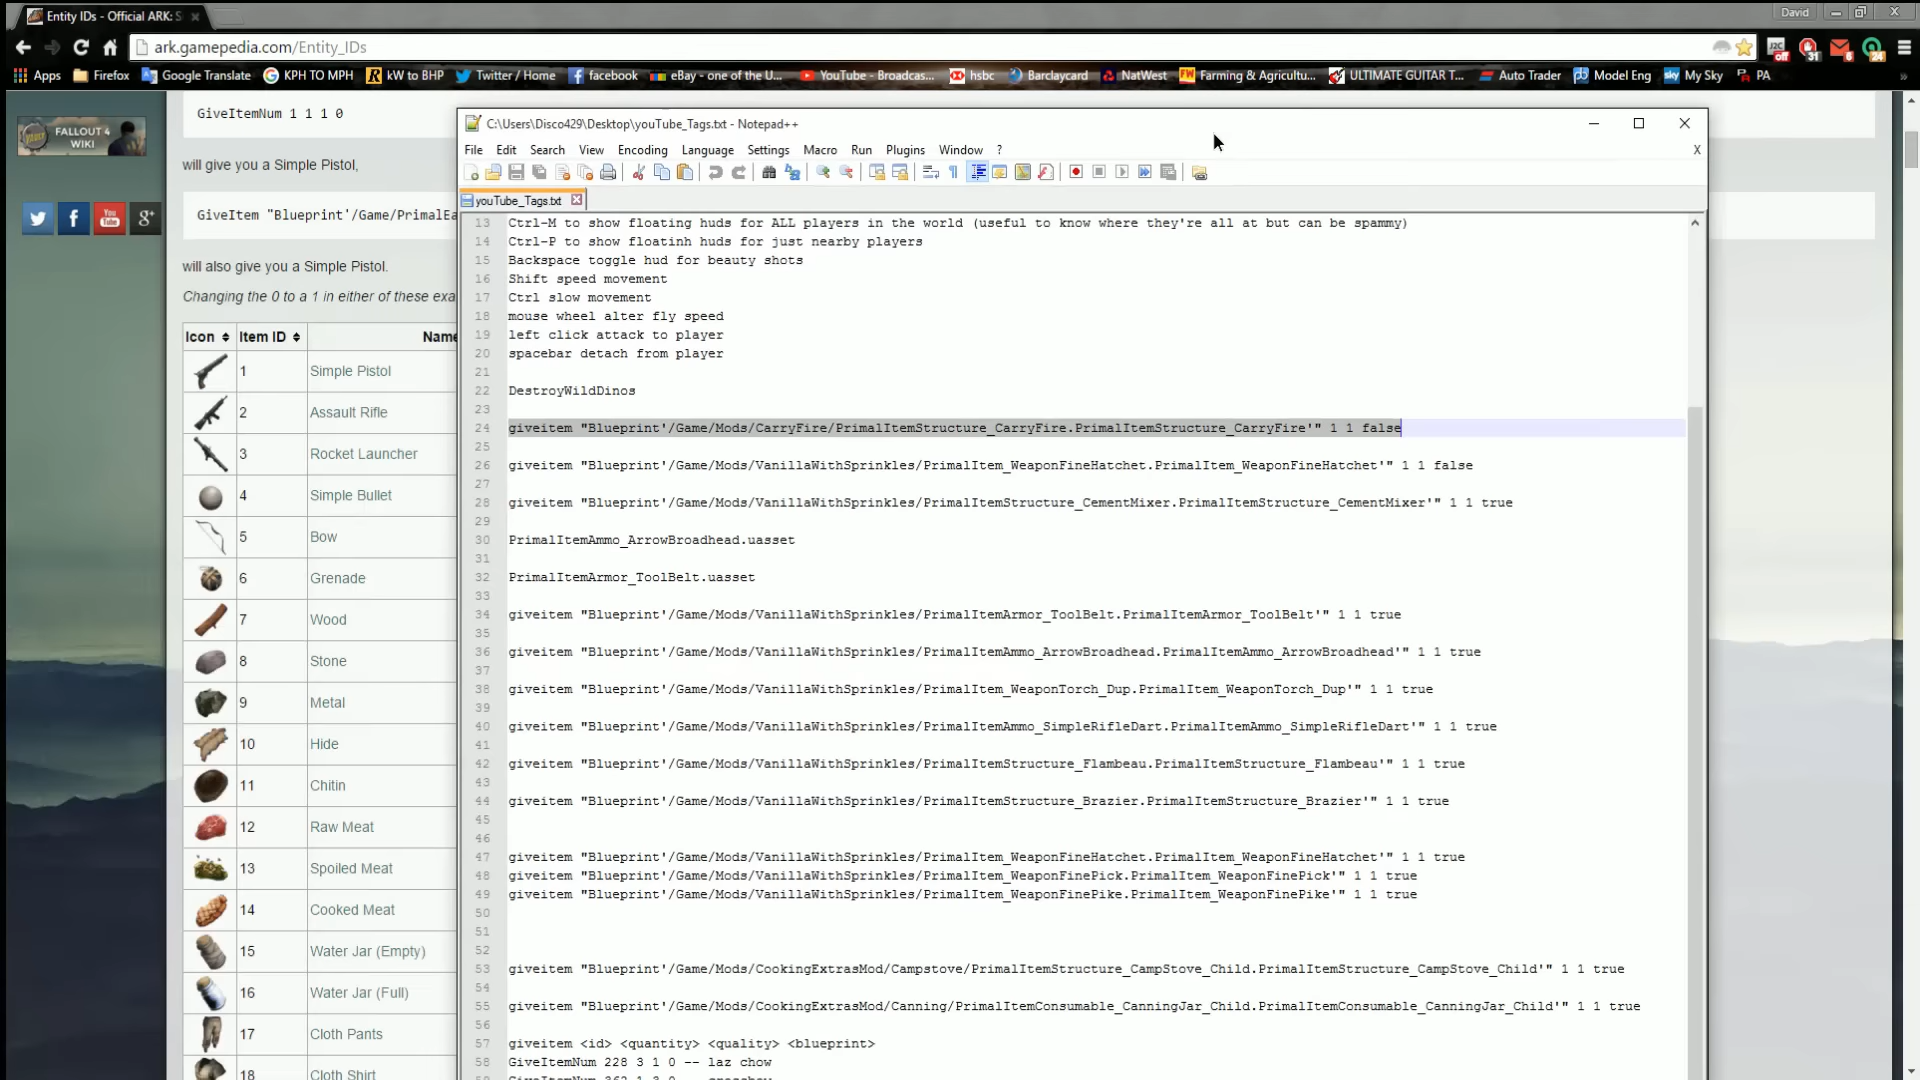 Entity IDs - Official ARK: S
David
ark.gamepedia.com/Entity_IDs
Apps
Firefox
Google Translate
KPH TO MPH
kW to BHP
Twitter / Home
facebook
eBay - one of the U...
YouTube - Broadcas...
hsbc
Barclaycard
NatWest
Farming & Agricultu...
ULTIMATE GUITAR T...
Auto Trader
Model Eng
My Sky
PA
FALLOUT 4
WIKI
GiveItemNum 1 1 1 0
will give you a Simple Pistol,
GiveItem "Blueprint'/Game/PrimalEa
will also give you a Simple Pistol.
Changing the 0 to a 1 in either of these exa
Icon Item ID Name
1 Simple Pistol
2 Assault Rifle
3 Rocket Launcher
4 Simple Bullet
5 Bow
6 Grenade
7 Wood
8 Stone
9 Metal
10 Hide
11 Chitin
12 Raw Meat
13 Spoiled Meat
14 Cooked Meat
15 Water Jar (Empty)
16 Water Jar (Full)
17 Cloth Pants
18 Cloth Shirt
C:\Users\Disco429\Desktop\youTube_Tags.txt - Notepad++
File Edit Search View Encoding Language Settings Macro Run Plugins Window ?
X
youTube_Tags.txt
13 Ctrl-M to show floating huds for ALL players in the world (useful to know where they're all at but can be spammy)
14 Ctrl-P to show floatinh huds for just nearby players
15 Backspace toggle hud for beauty shots
16 Shift speed movement
17 Ctrl slow movement
18 mouse wheel alter fly speed
19 left click attack to player
20 spacebar detach from player
21
22 DestroyWildDinos
23
24 giveitem "Blueprint'/Game/Mods/CarryFire/PrimalItemStructure_CarryFire.PrimalItemStructure_CarryFire'" 1 1 false
25
26 giveitem "Blueprint'/Game/Mods/VanillaWithSprinkles/PrimalItem_WeaponFineHatchet.PrimalItem_WeaponFineHatchet'" 1 1 false
27
28 giveitem "Blueprint'/Game/Mods/VanillaWithSprinkles/PrimalItemStructure_CementMixer.PrimalItemStructure_CementMixer'" 1 1 true
29
30 PrimalItemAmmo_ArrowBroadhead.uasset
31
32 PrimalItemArmor_ToolBelt.uasset
33
34 giveitem "Blueprint'/Game/Mods/VanillaWithSprinkles/PrimalItemArmor_ToolBelt.PrimalItemArmor_ToolBelt'" 1 1 true
35
36 giveitem "Blueprint'/Game/Mods/VanillaWithSprinkles/PrimalItemAmmo_ArrowBroadhead.PrimalItemAmmo_ArrowBroadhead'" 1 1 true
37
38 giveitem "Blueprint'/Game/Mods/VanillaWithSprinkles/PrimalItem_WeaponTorch_Dup.PrimalItem_WeaponTorch_Dup'" 1 1 true
39
40 giveitem "Blueprint'/Game/Mods/VanillaWithSprinkles/PrimalItemAmmo_SimpleRifleDart.PrimalItemAmmo_SimpleRifleDart'" 1 1 true
41
42 giveitem "Blueprint'/Game/Mods/VanillaWithSprinkles/PrimalItemStructure_Flambeau.PrimalItemStructure_Flambeau'" 1 1 true
43
44 giveitem "Blueprint'/Game/Mods/VanillaWithSprinkles/PrimalItemStructure_Brazier.PrimalItemStructure_Brazier'" 1 1 true
45
46
47 giveitem "Blueprint'/Game/Mods/VanillaWithSprinkles/PrimalItem_WeaponFineHatchet.PrimalItem_WeaponFineHatchet'" 1 1 true
48 giveitem "Blueprint'/Game/Mods/VanillaWithSprinkles/PrimalItem_WeaponFinePick.PrimalItem_WeaponFinePick'" 1 1 true
49 giveitem "Blueprint'/Game/Mods/VanillaWithSprinkles/PrimalItem_WeaponFinePike.PrimalItem_WeaponFinePike'" 1 1 true
50
51
52
53 giveitem "Blueprint'/Game/Mods/CookingExtrasMod/Campstove/PrimalItemStructure_CampStove_Child.PrimalItemStructure_CampStove_Child'" 1 1 true
54
55 giveitem "Blueprint'/Game/Mods/CookingExtrasMod/Canning/PrimalItemConsumable_CanningJar_Child.PrimalItemConsumable_CanningJar_Child'" 1 1 true
56
57 giveitem <id> <quantity> <quality> <blueprint>
58 GiveItemNum 228 3 1 0 -- laz chow